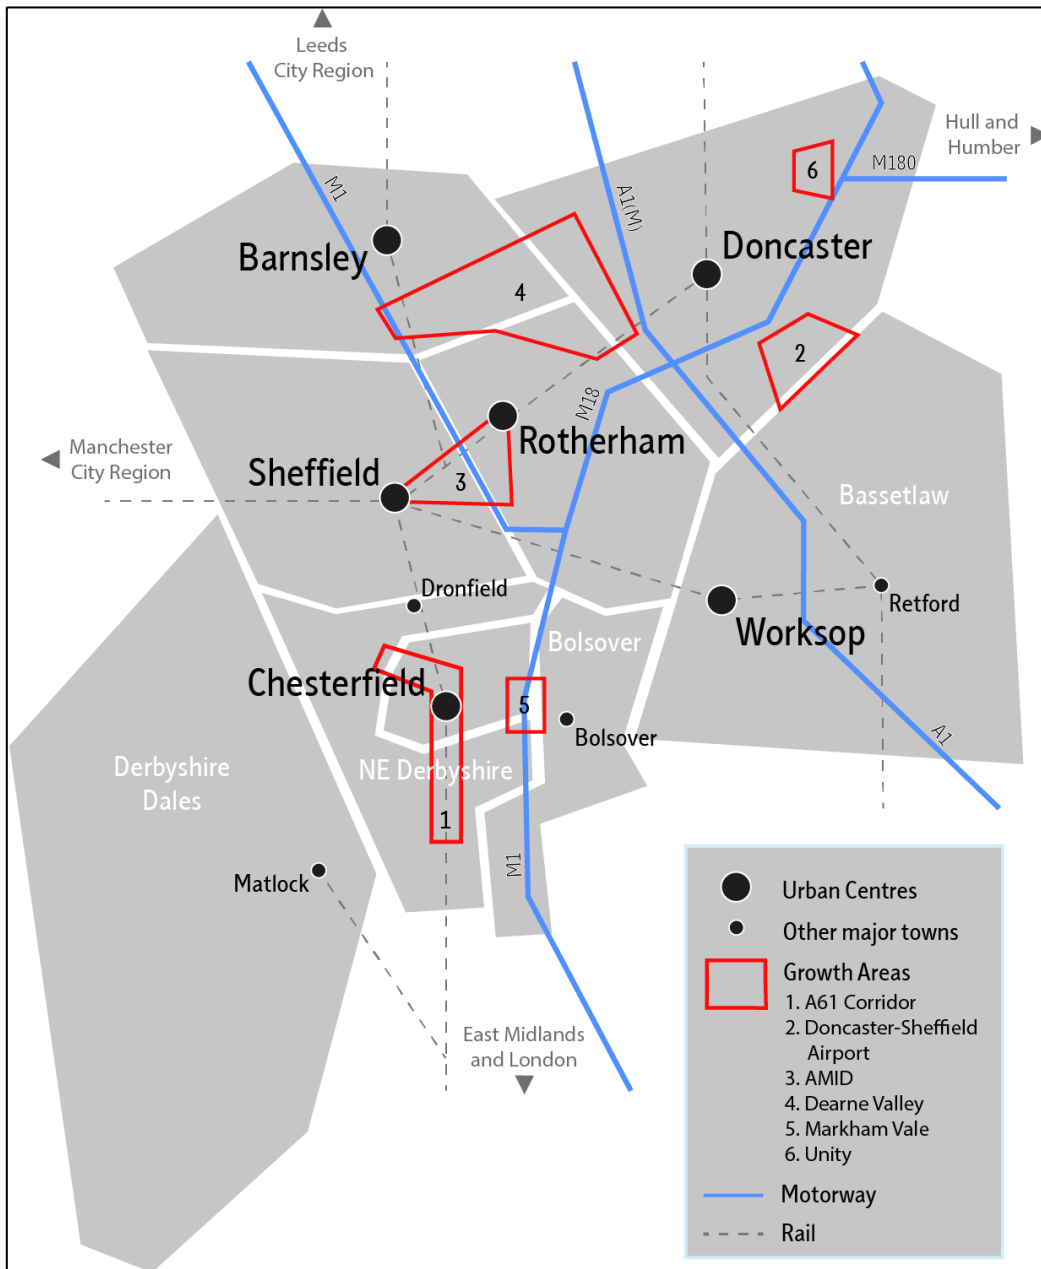 Leeds
City Region
Hull and
Humber
M180
M1
A1(M)
6
Barnsley
Doncaster
4
2
M18
Manchester
City Region
Rotherham
Sheffield
3
Bassetlaw
Dronfield
Retford
Worksop
Bolsover
Chesterfield
5
Bolsover
A1
Derbyshire
Dales
NE Derbyshire
1
M1
Matlock
East Midlands
and London
Urban Centres
Other major towns
Growth Areas
1. A61 Corridor
2. Doncaster-Sheffield
Airport
3. AMID
4. Dearne Valley
5. Markham Vale
6. Unity
Motorway
Rail